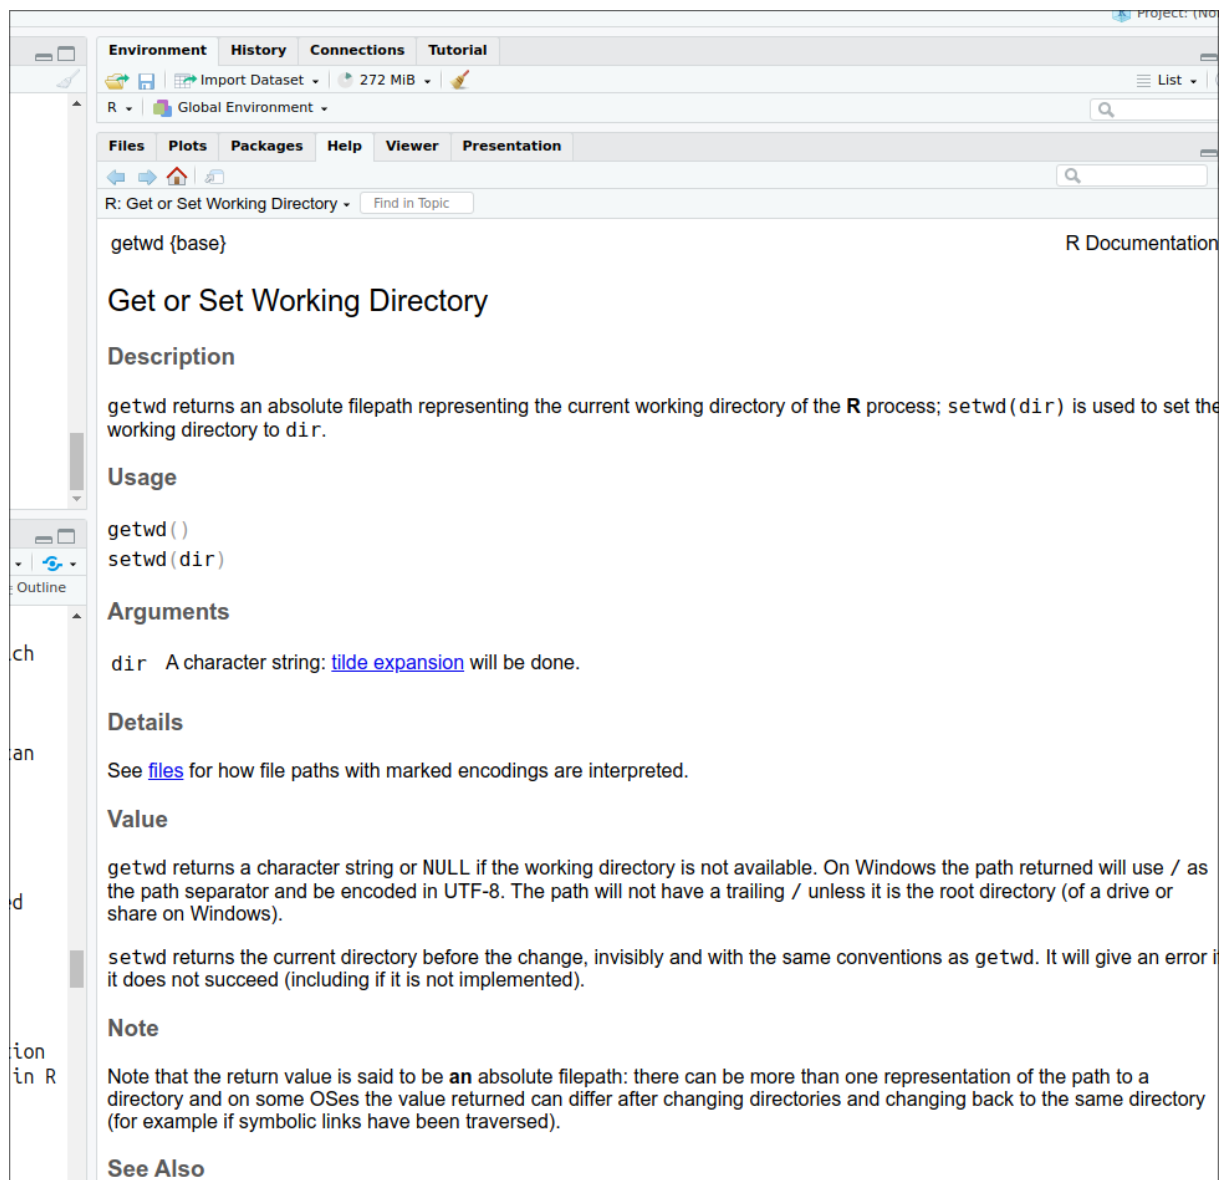 Project: (Nor
Environment History Connections Tutorial
Import Dataset 272 MiB List
R Global Environment
Files Plots Packages Help Viewer Presentation
R: Get or Set Working Directory Find in Topic
getwd {base} R Documentation
Get or Set Working Directory
Description
getwd returns an absolute filepath representing the current working directory of the R process; setwd(dir) is used to set the
working directory to dir.
Usage
getwd()
setwd(dir)
Outline
Arguments
ch
dir A character string: tilde expansion will be done.
Details
an
See files for how file paths with marked encodings are interpreted.
Value
getwd returns a character string or NULL if the working directory is not available. On Windows the path returned will use / as
the path separator and be encoded in UTF-8. The path will not have a trailing / unless it is the root directory (of a drive or
ed
share on Windows).
setwd returns the current directory before the change, invisibly and with the same conventions as getwd. It will give an error if
it does not succeed (including if it is not implemented).
Note
tion
in R
Note that the return value is said to be an absolute filepath: there can be more than one representation of the path to a
directory and on some OSes the value returned can differ after changing directories and changing back to the same directory
(for example if symbolic links have been traversed).
See Also